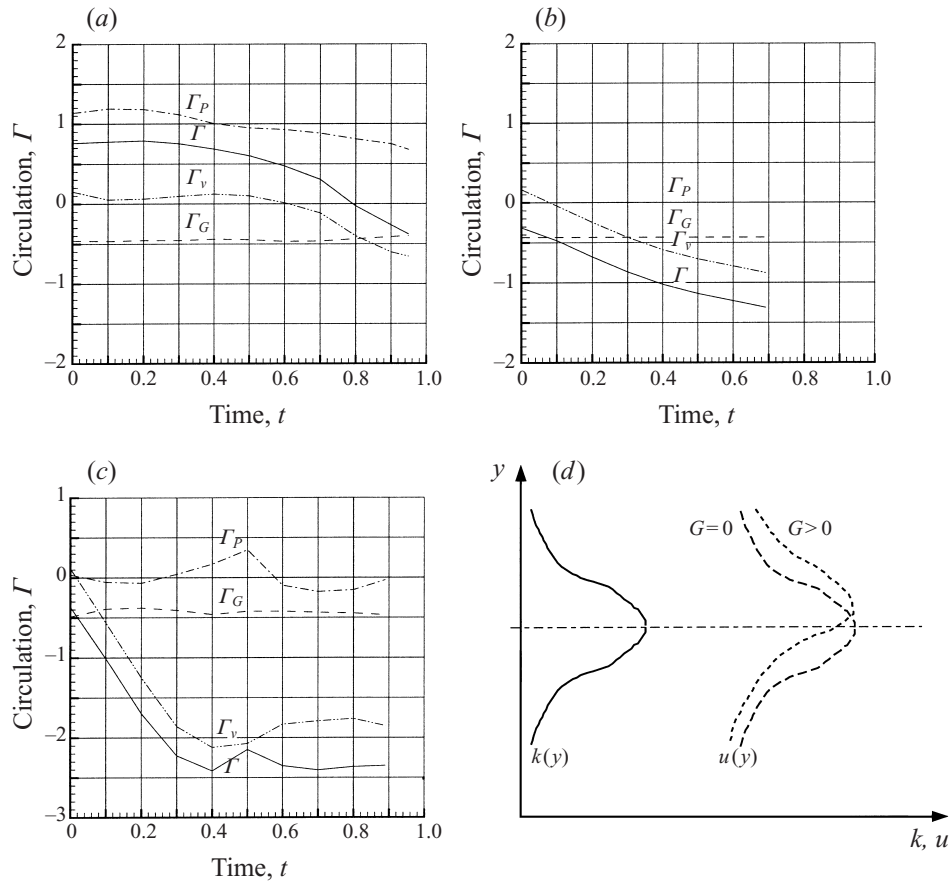 (a)
2
1
0
−1
−2
Circulation, Γ
Γ_P
Γ
Γ_v
Γ_G
0 0.2 0.4 0.6 0.8 1.0
Time, t
(b)
2
1
0
−1
−2
Circulation, Γ
Γ_P
Γ_G
Γ_v
Γ
0 0.2 0.4 0.6 0.8 1.0
Time, t
(c)
1
0
−1
−2
−3
Circulation, Γ
Γ_P
Γ_G
Γ_v
Γ
0 0.2 0.4 0.6 0.8 1.0
Time, t
(d)
y
G=0 G>0
k(y) u(y)
k, u